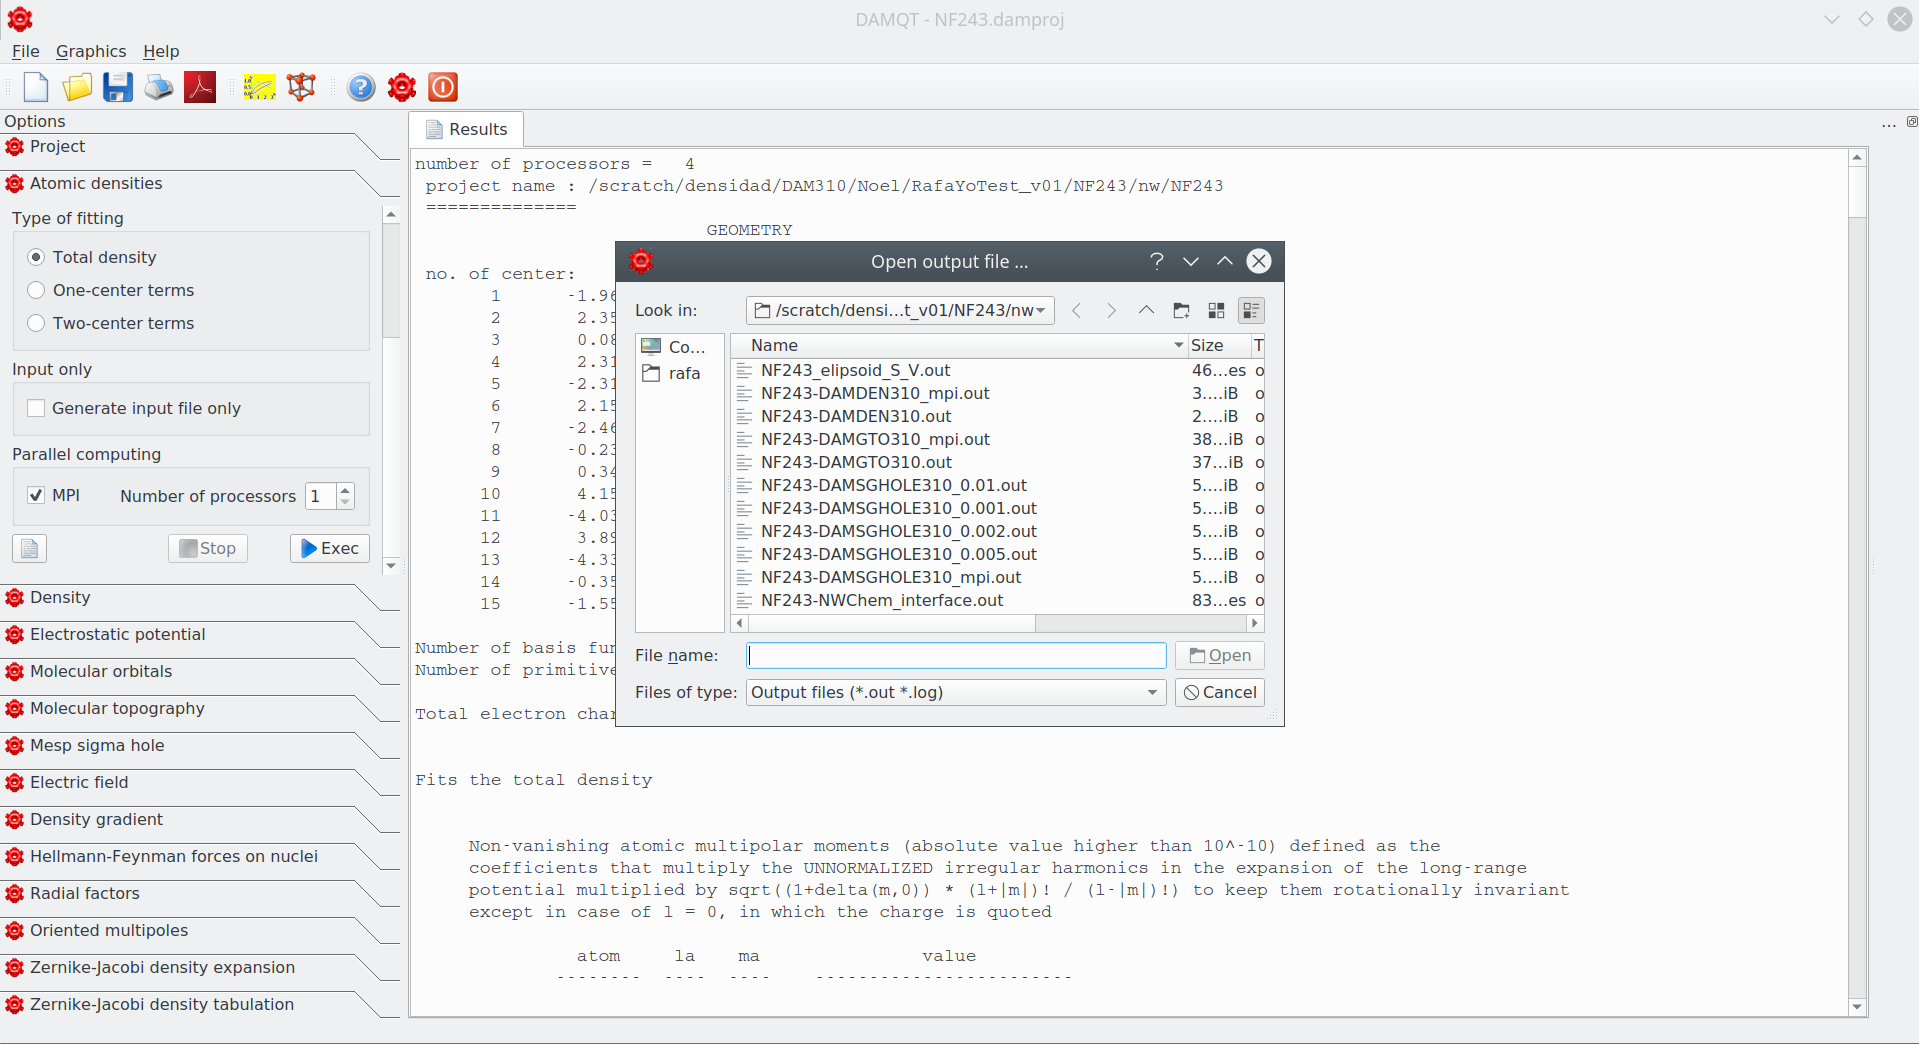 DAMQT - NF243.damproj
File Graphics Help
Options
Project
Atomic densities
Type of fitting
Total density
One-center terms
Two-center terms
Input only
Generate input file only
Parallel computing
MPI Number of processors 1
Stop Exec
Density
Electrostatic potential
Molecular orbitals
Molecular topography
Mesp sigma hole
Electric field
Density gradient
Hellmann-Feynman forces on nuclei
Radial factors
Oriented multipoles
Zernike-Jacobi density expansion
Zernike-Jacobi density tabulation
Results
number of processors = 4
project name : /scratch/densidad/DAM310/Noel/RafaYoTest_v01/NF243/nw/NF243
==============
GEOMETRY
no. of center:
1 -1.96
2 2.35
3 0.08
4 2.31
5 -2.31
6 2.15
7 -2.46
8 -0.23
9 0.34
10 4.15
11 -4.03
12 3.89
13 -4.33
14 -0.35
15 -1.55
Number of basis fun
Number of primitive
Total electron char
Fits the total density
Non-vanishing atomic multipolar moments (absolute value higher than 10^-10) defined as the
coefficients that multiply the UNNORMALIZED irregular harmonics in the expansion of the long-range
potential multiplied by sqrt((1+delta(m,0)) * (l+|m|)! / (l-|m|)!) to keep them rotationally invariant
except in case of l = 0, in which the charge is quoted
atom la ma value
-------- ---- ---- ------------------------
Open output file ...
Look in: /scratch/densi...t_v01/NF243/nw
Co...
rafa
Name Size T
NF243_elipsoid_S_V.out 46...es o
NF243-DAMDEN310_mpi.out 3....iB o
NF243-DAMDEN310.out 2....iB o
NF243-DAMGTO310_mpi.out 38...iB o
NF243-DAMGTO310.out 37...iB o
NF243-DAMSGHOLE310_0.01.out 5....iB o
NF243-DAMSGHOLE310_0.001.out 5....iB o
NF243-DAMSGHOLE310_0.002.out 5....iB o
NF243-DAMSGHOLE310_0.005.out 5....iB o
NF243-DAMSGHOLE310_mpi.out 5....iB o
NF243-NWChem_interface.out 83...es o
File name: Open
Files of type: Output files (*.out *.log) Cancel